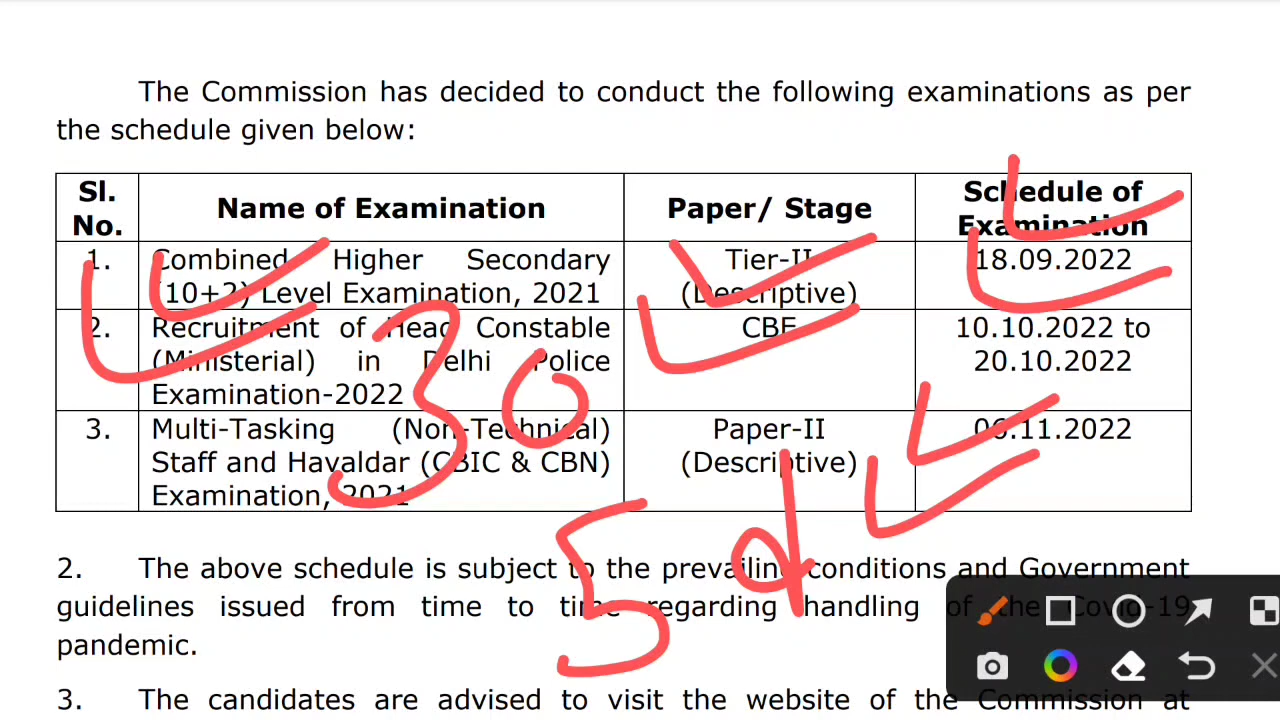 The Commission has decided to conduct the following examinations as per
the schedule given below:
Sl.
No.
Name of Examination
Paper/ Stage
Schedule of
Examination
1.
Combined Higher Secondary
(10+2) Level Examination, 2021
Tier-II
(Descriptive)
18.09.2022
2.
Recruitment of Head Constable
(Ministerial) in Delhi Police
Examination-2022
CBE
10.10.2022 to
20.10.2022
3.
Multi-Tasking (Non-Technical)
Staff and Havaldar (CBIC & CBN)
Examination, 2021
Paper-II
(Descriptive)
06.11.2022
30
5 d
2. The above schedule is subject to the prevailing conditions and Government
guidelines issued from time to time regarding handling of the Covid-19
pandemic.
3. The candidates are advised to visit the website of the Commission at